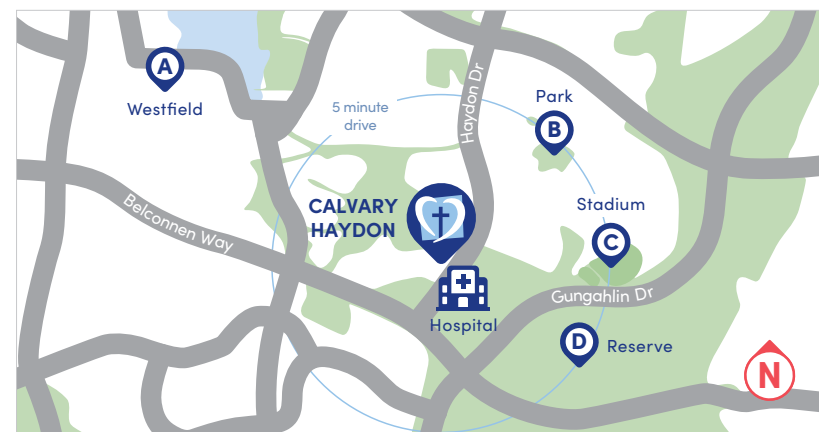 A
Westfield
5 minute
drive
Haydon Dr
Park
B
Belconnen Way
CALVARY
HAYDON
Stadium
C
Hospital
Gungahlin Dr
D
Reserve
N